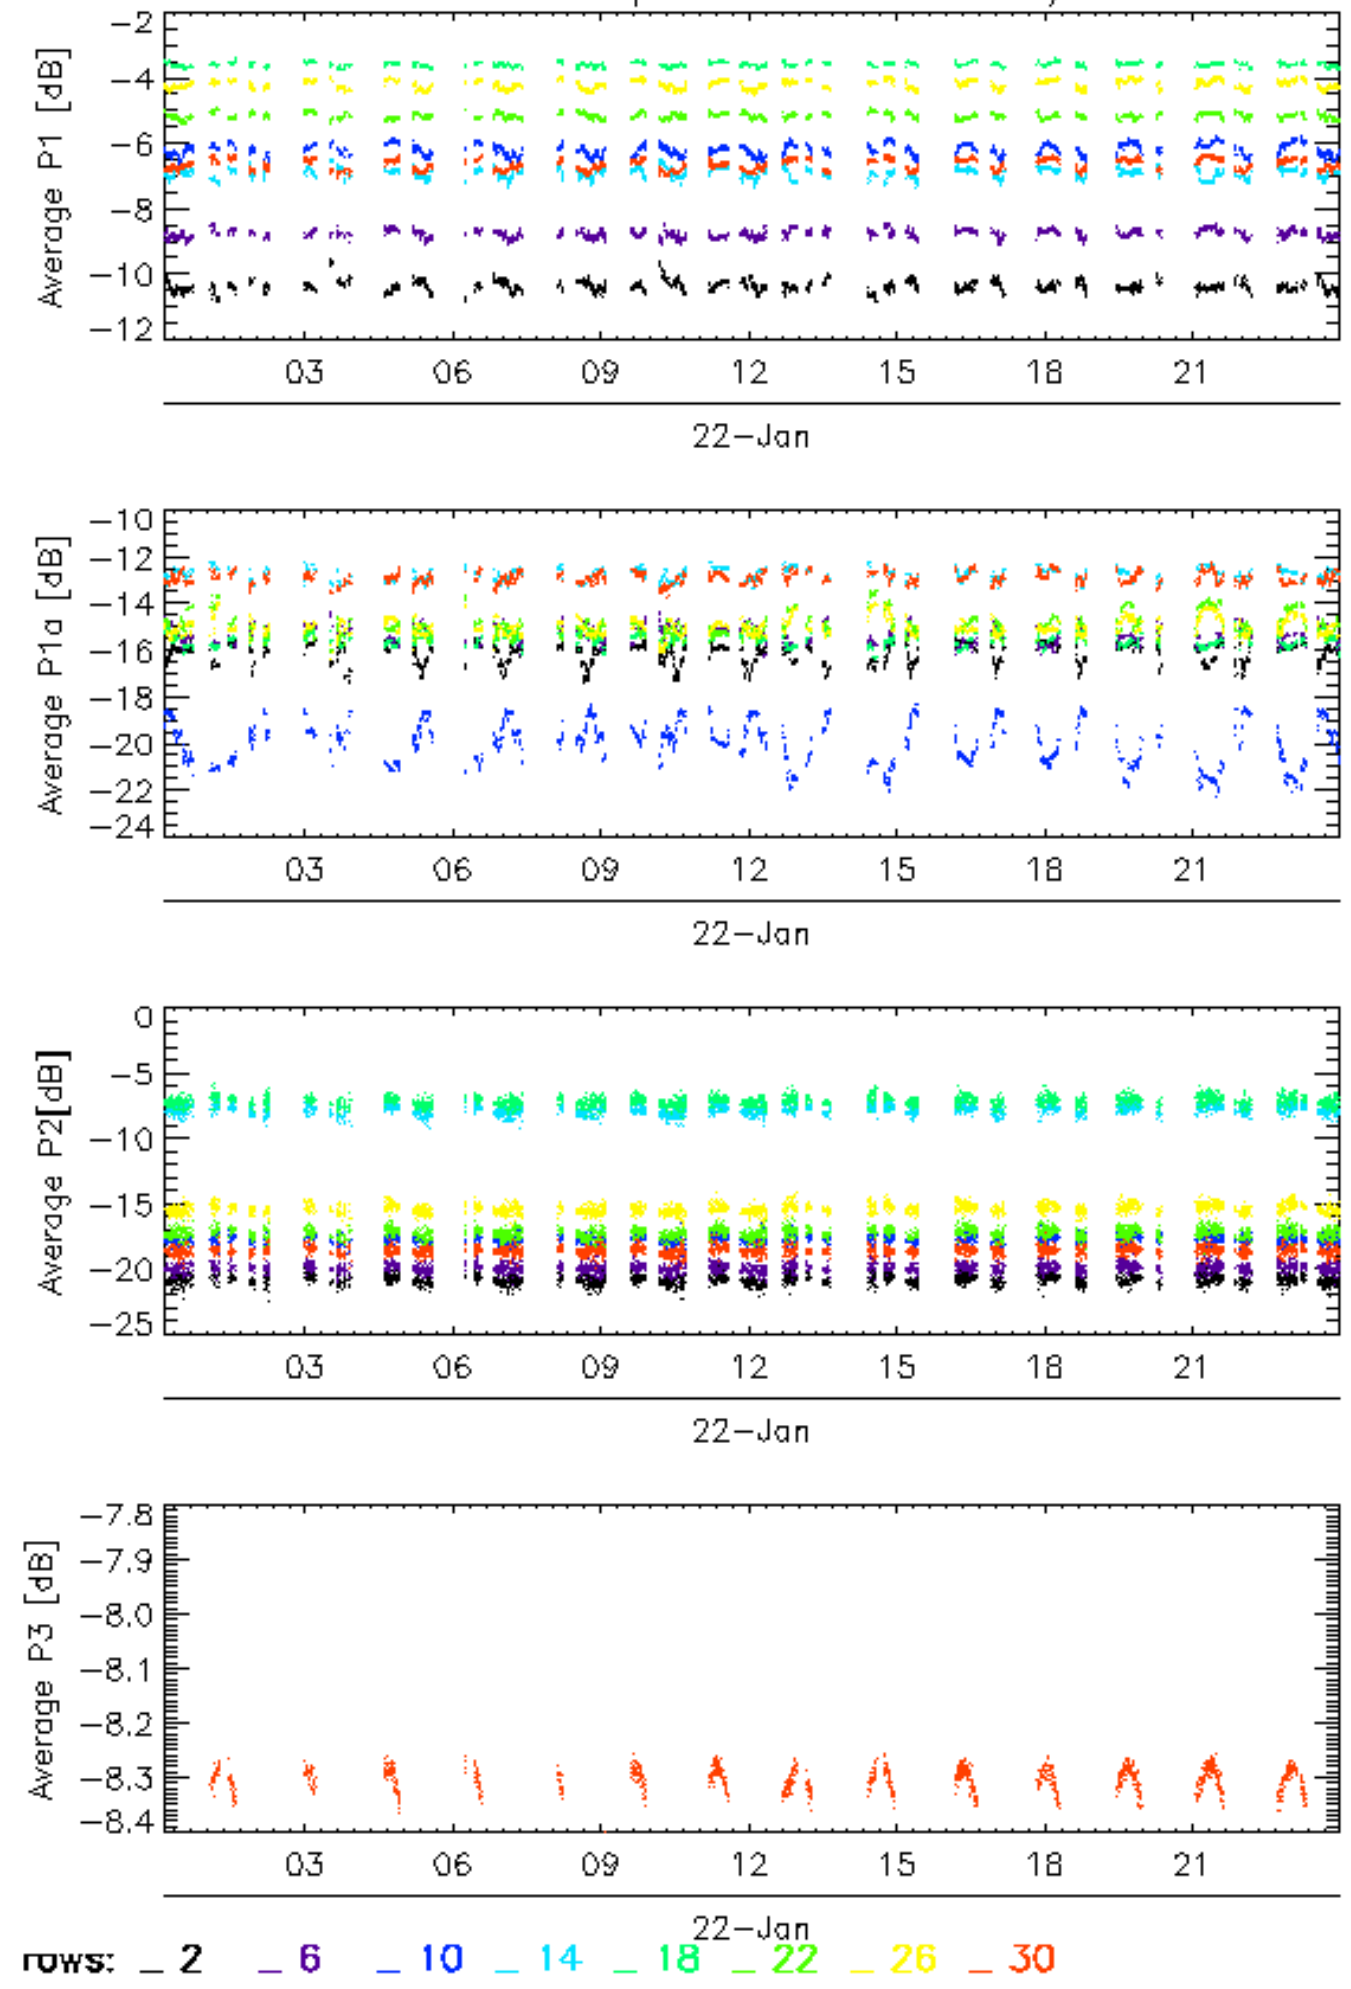 -2
-4
-6
-8
-10
-12
Average P1 [dB]
03 06 09 12 15 18 21
22-Jan
-10
-12
-14
-16
-18
-20
-22
-24
Average P1a [dB]
03 06 09 12 15 18 21
22-Jan
0
-5
-10
-15
-20
-25
Average P2[dB]
03 06 09 12 15 18 21
22-Jan
-7.8
-7.9
-8.0
-8.1
-8.2
-8.3
-8.4
Average P3 [dB]
03 06 09 12 15 18 21
22-Jan
rows: _ 2 _ 6 _ 10 _ 14 _ 18 _ 22 _ 26 _ 30